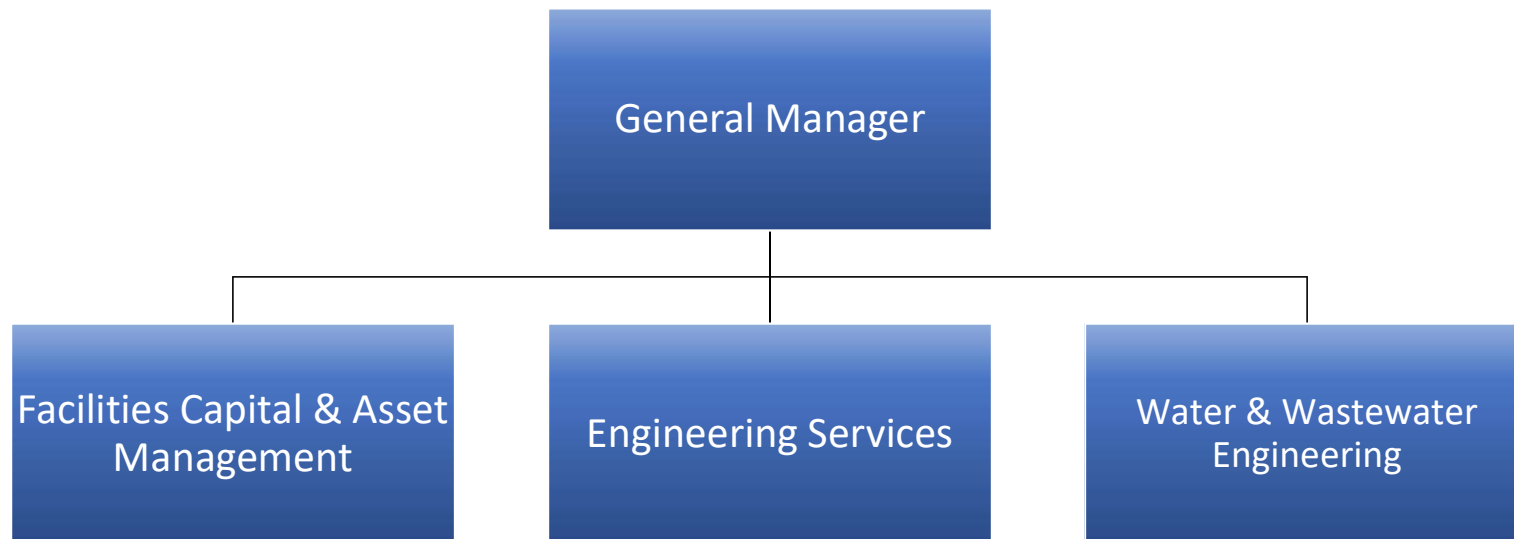 General Manager
Facilities Capital & Asset
Management
Engineering Services
Water & Wastewater
Engineering